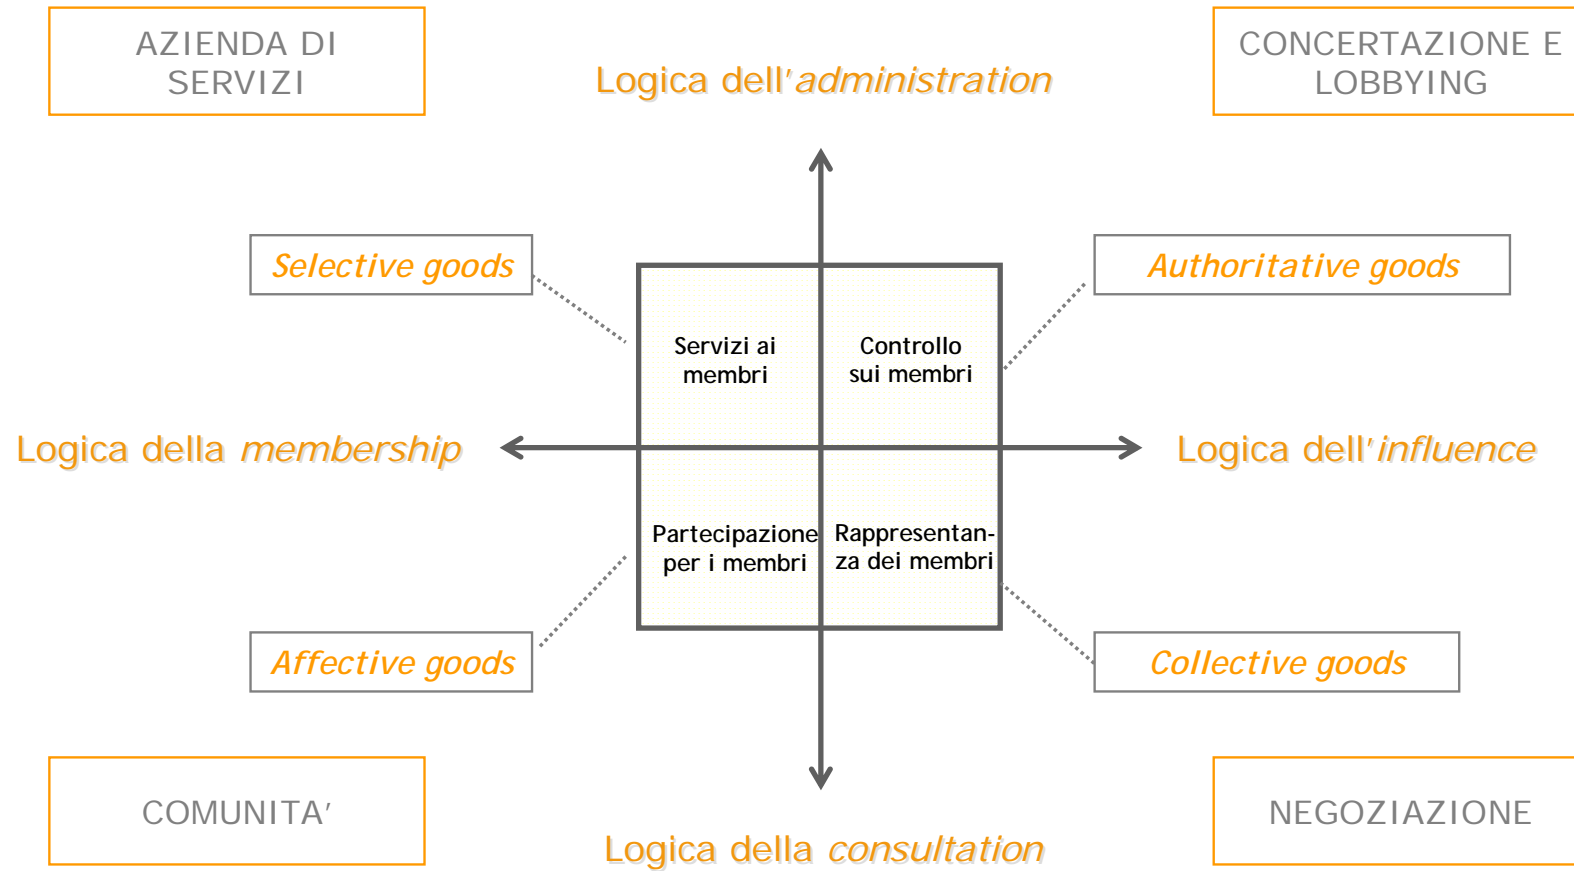 AZIENDA DI
SERVIZI
Logica dell'administration
CONCERTAZIONE E
LOBBYING
Selective goods
Authoritative goods
Servizi ai
membri
Controllo
sui membri
Logica della membership
Logica dell'influence
Partecipazione
per i membri
Rappresentan-
za dei membri
Affective goods
Collective goods
COMUNITA'
NEGOZIAZIONE
Logica della consultation